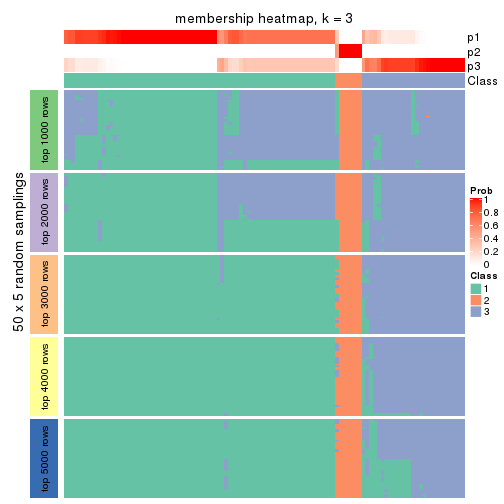 membership heatmap, k = 3
p1
p2
p3
Class
50 x 5 random samplings
top 1000 rows
top 2000 rows
top 3000 rows
top 4000 rows
top 5000 rows
Prob
1
0.8
0.6
0.4
0.2
0
Class
1
2
3